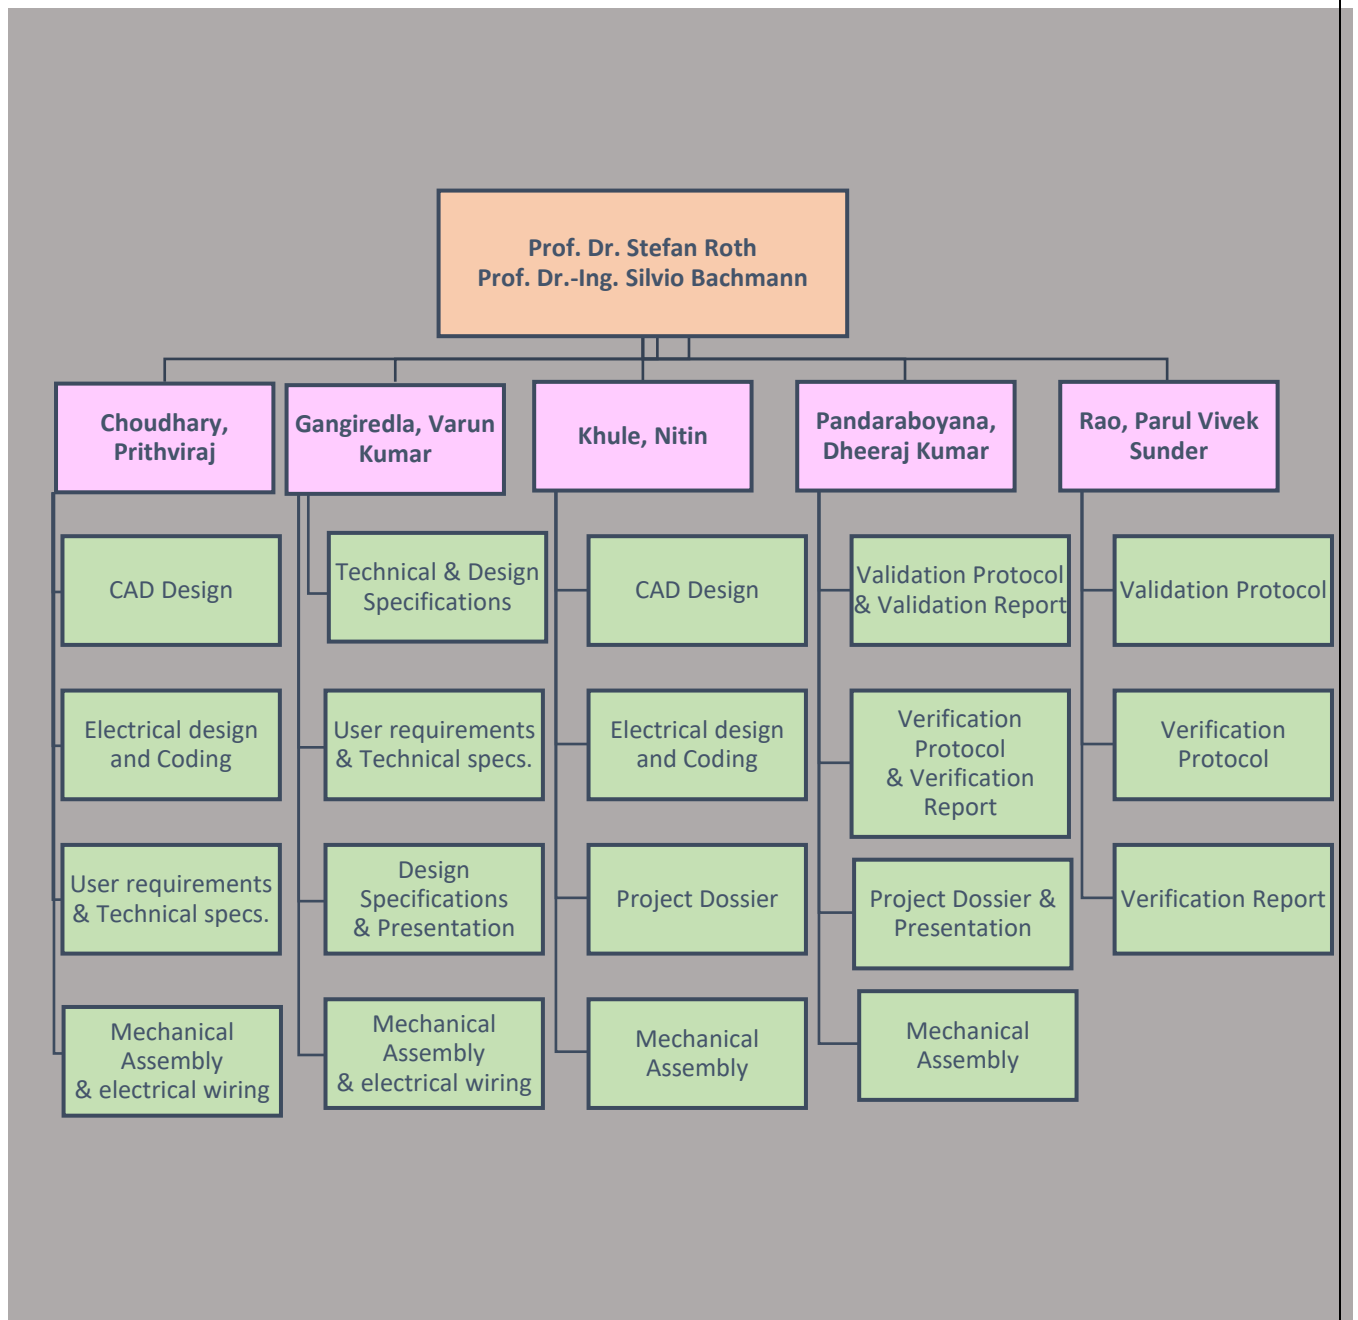 Prof. Dr. Stefan Roth
Prof. Dr.-Ing. Silvio Bachmann
Choudhary,
Prithviraj
Gangiredla, Varun
Kumar
Khule, Nitin
Pandaraboyana,
Dheeraj Kumar
Rao, Parul Vivek
Sunder
CAD Design
Electrical design
and Coding
User requirements
& Technical specs.
Mechanical
Assembly
& electrical wiring
Technical & Design
Specifications
User requirements
& Technical specs.
Design
Specifications
& Presentation
Mechanical
Assembly
& electrical wiring
CAD Design
Electrical design
and Coding
Project Dossier
Mechanical
Assembly
Validation Protocol
& Validation Report
Verification
Protocol
& Verification
Report
Project Dossier &
Presentation
Mechanical
Assembly
Validation Protocol
Verification
Protocol
Verification Report